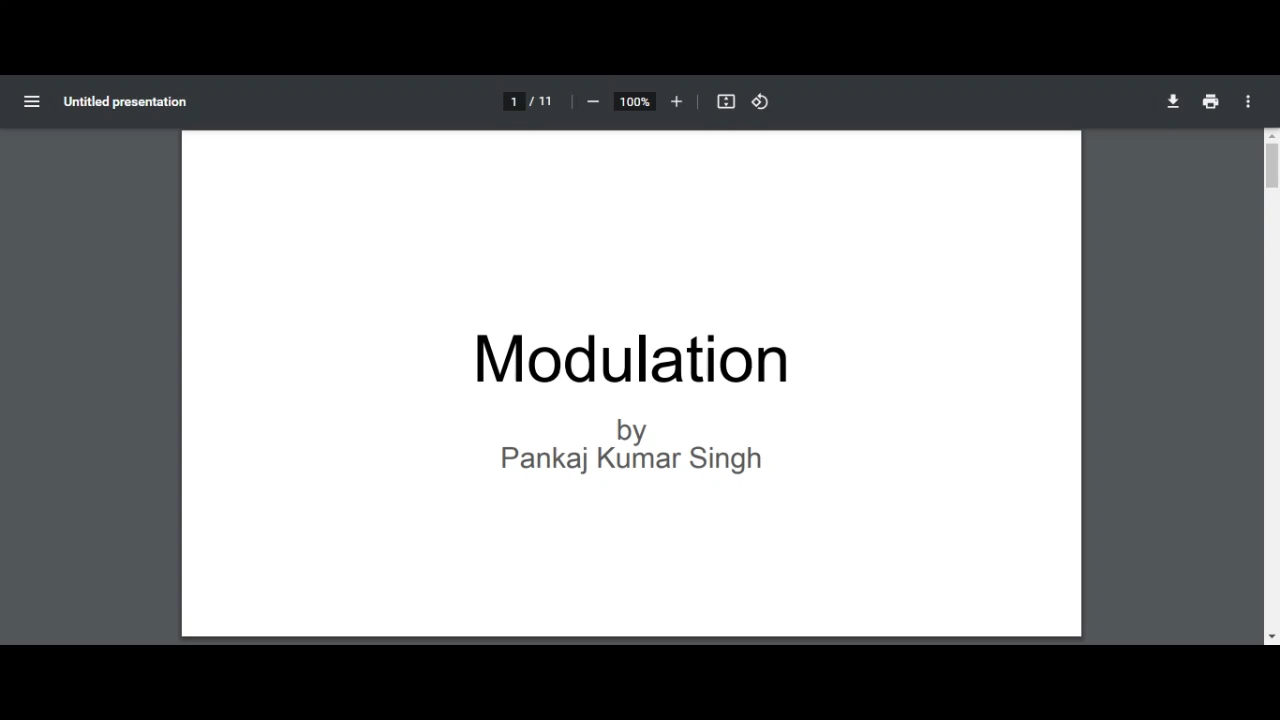 Untitled presentation
1 / 11
100%
Modulation
by
Pankaj Kumar Singh